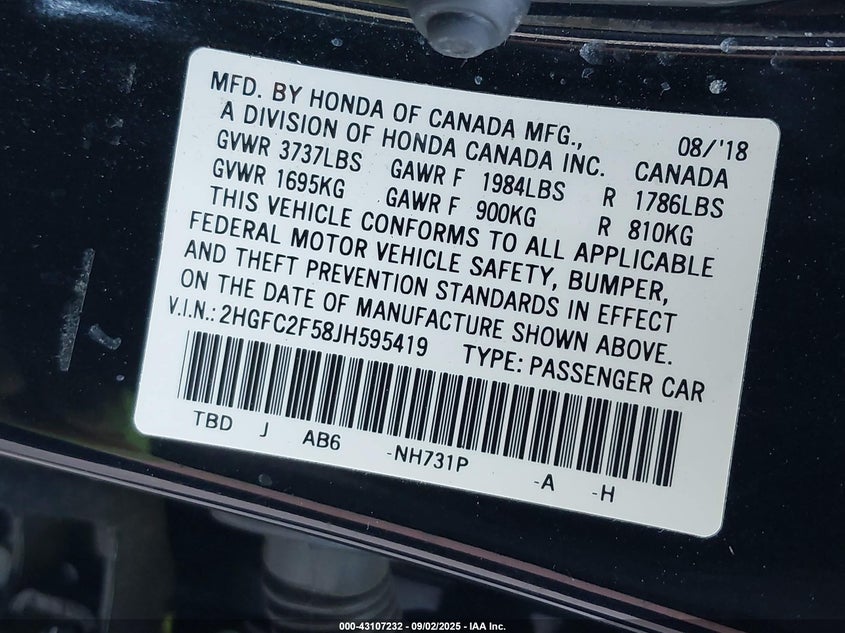 MFD. BY HONDA OF CANADA MFG., 08/'18
A DIVISION OF HONDA CANADA INC. CANADA
GVWR 3737LBS GAWR F 1984LBS R 1786LBS
GVWR 1695KG GAWR F 900KG R 810KG
THIS VEHICLE CONFORMS TO ALL APPLICABLE
FEDERAL MOTOR VEHICLE SAFETY, BUMPER,
AND THEFT PREVENTION STANDARDS IN EFFECT
ON THE DATE OF MANUFACTURE SHOWN ABOVE.
V.I.N.: 2HGFC2F58JH595419 TYPE: PASSENGER CAR
TBD J AB6 -NH731P -A -H
000-43107232 - 09/02/2025 - IAA Inc.